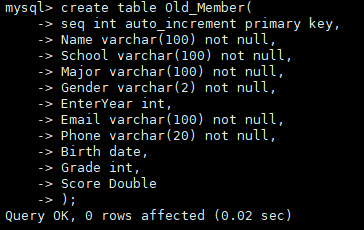 mysql> create table Old_Member(
-> seq int auto_increment primary key,
-> Name varchar(100) not null,
-> School varchar(100) not null,
-> Major varchar(100) not null,
-> Gender varchar(2) not null,
-> EnterYear int,
-> Email varchar(100) not null,
-> Phone varchar(20) not null,
-> Birth date,
-> Grade int,
-> Score Double
-> );
Query OK, 0 rows affected (0.02 sec)